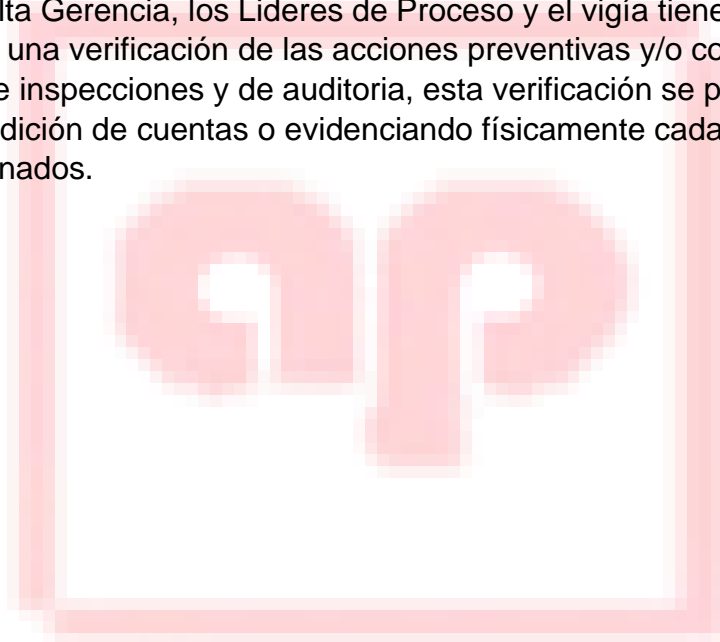 lta Gerencia, los Lideres de Proceso y el vigía tiene
una verificación de las acciones preventivas y/o co
e inspecciones y de auditoria, esta verificación se p
dición de cuentas o evidenciando físicamente cada
nados.